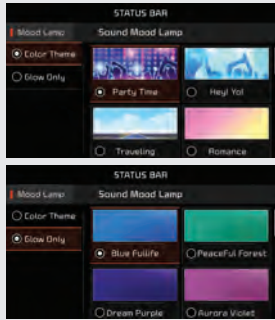 STATUS BAR
Mood Lamp
Sound Mood Lamp
Color Theme
Glow Only
Party Time
Hey! Yo!
Traveling
Romance
STATUS BAR
Mood Lamp
Sound Mood Lamp
Color Theme
Glow Only
Blue Fullife
Peaceful Forest
Dream Purple
Aurora Violet